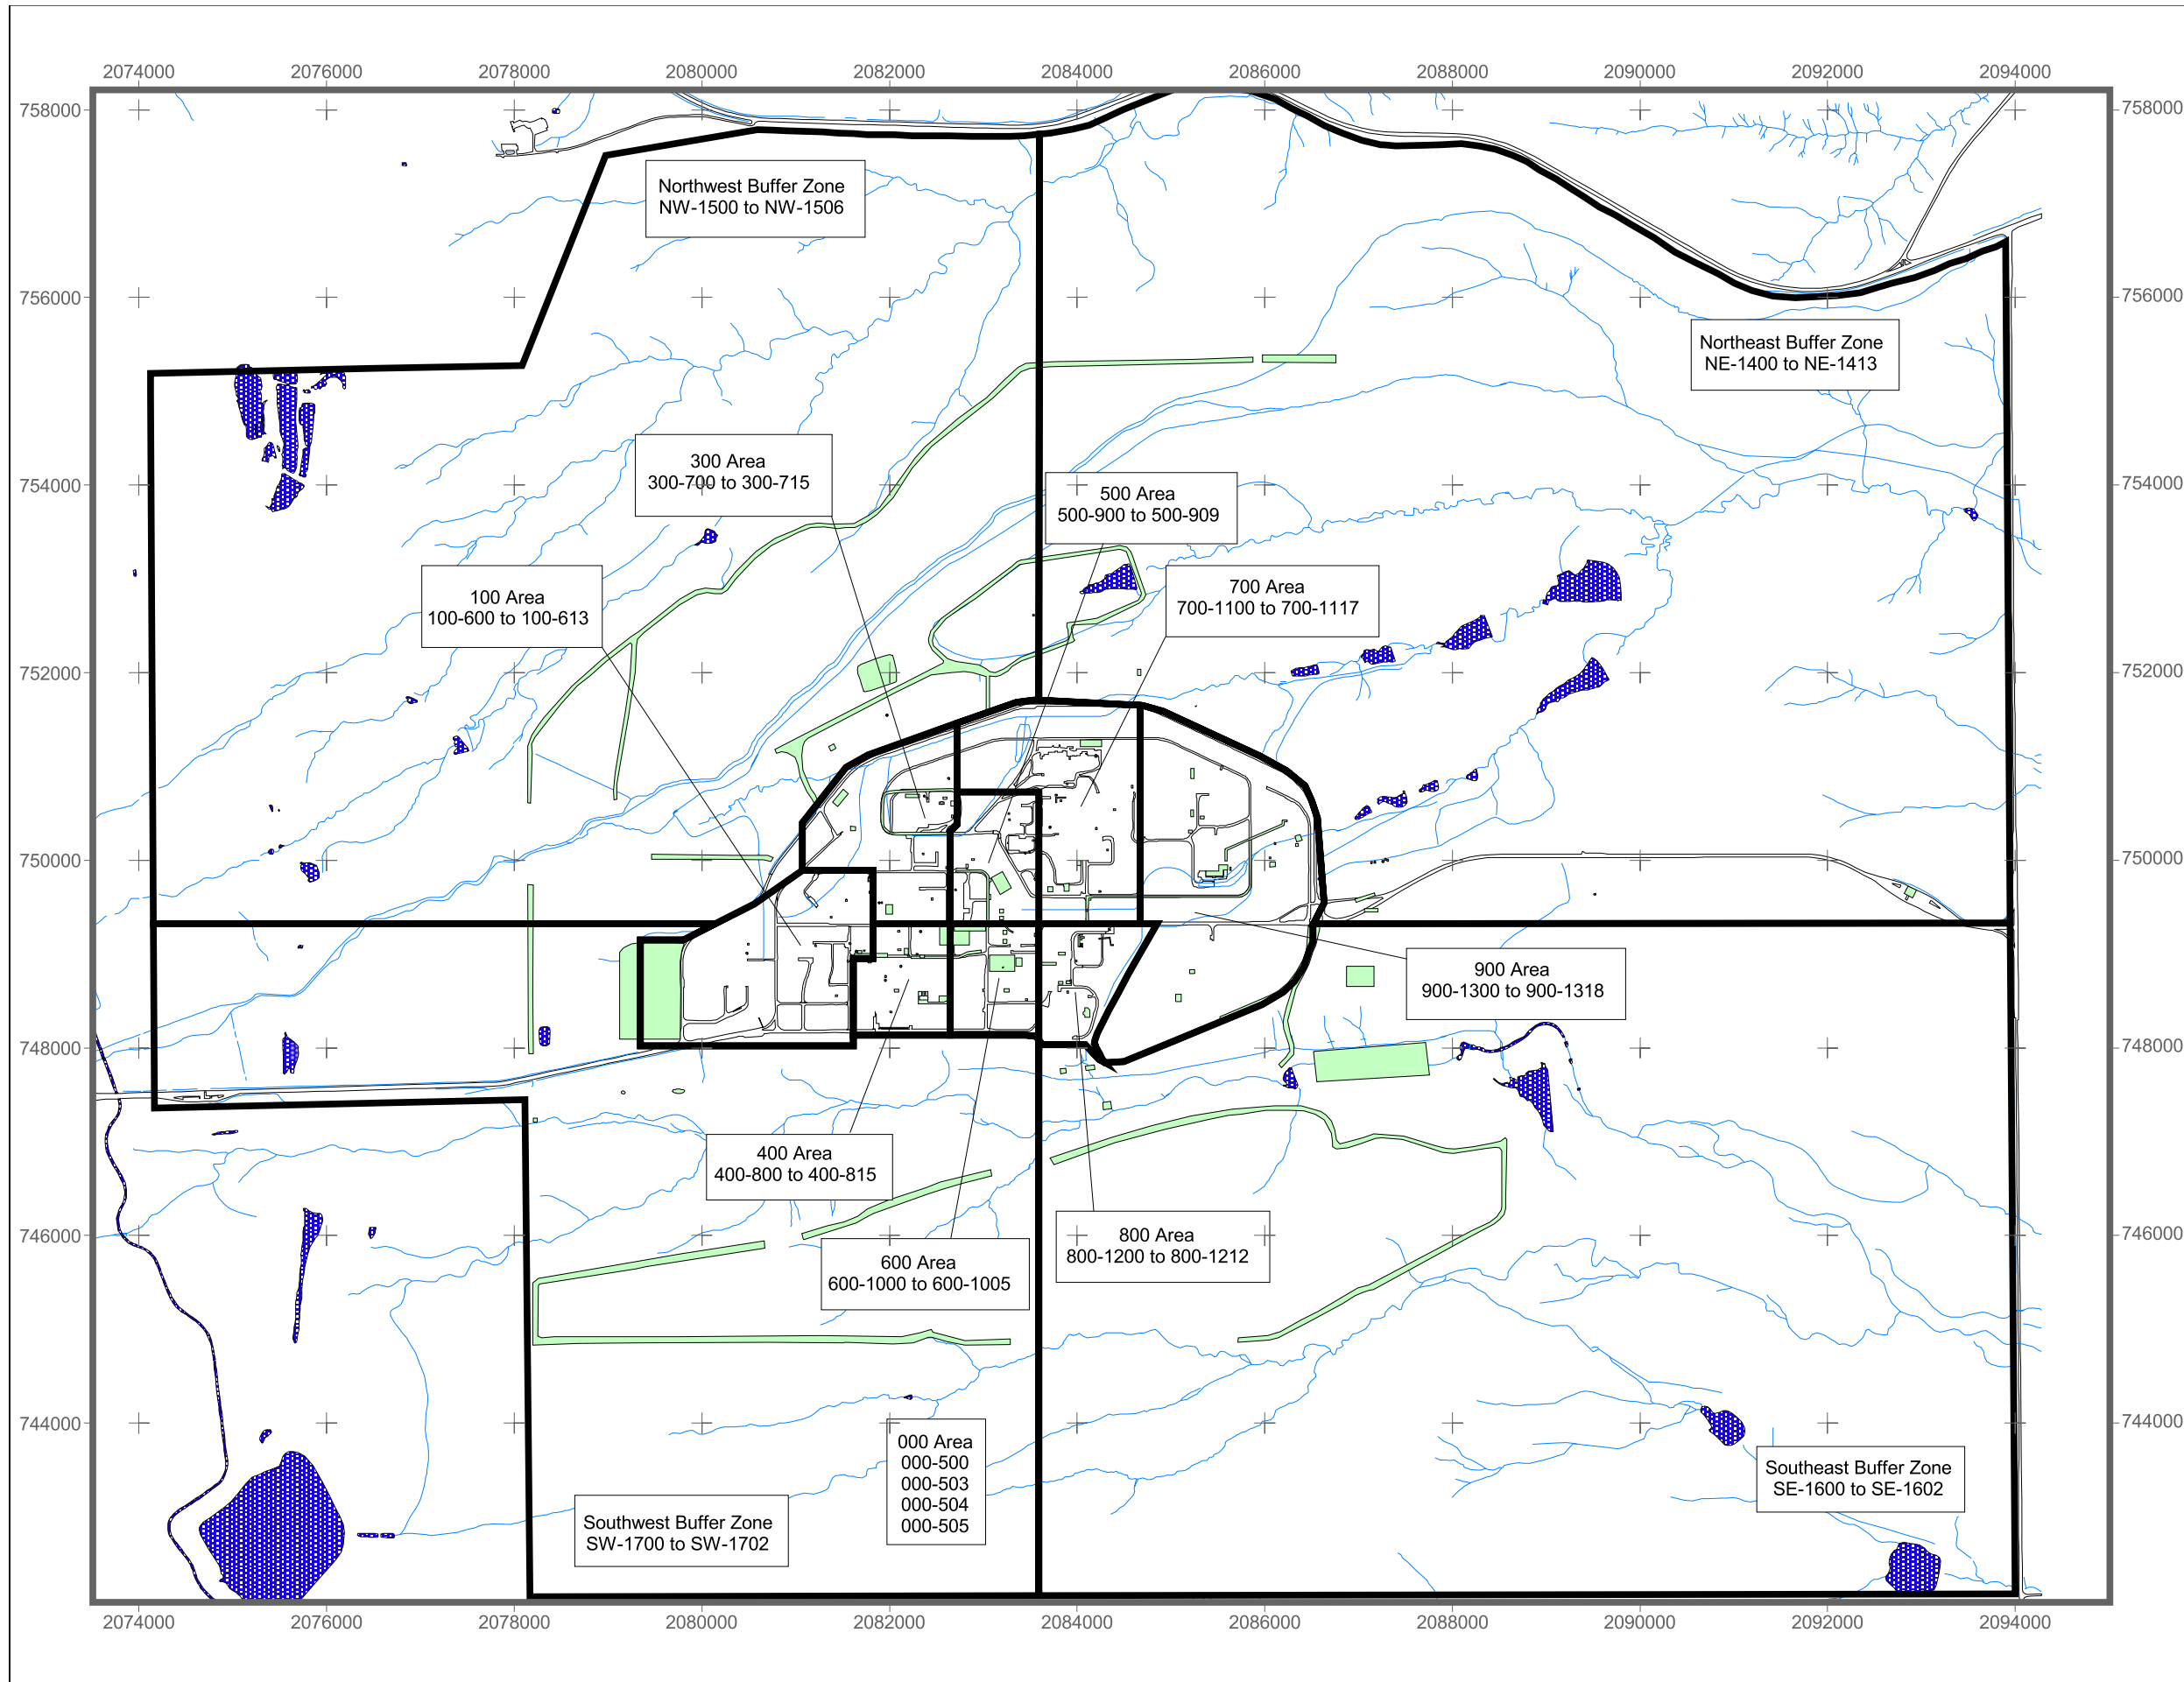 2074000 2076000 2078000 2080000 2082000 2084000 2086000 2088000 2090000 2092000 2094000
758000 758000
Northwest Buffer Zone
NW-1500 to NW-1506
756000 756000
Northeast Buffer Zone
NE-1400 to NE-1413
300 Area
300-700 to 300-715
754000 754000
500 Area
500-900 to 500-909
700 Area
700-1100 to 700-1117
100 Area
100-600 to 100-613
752000 752000
750000 750000
900 Area
900-1300 to 900-1318
748000 748000
400 Area
400-800 to 400-815
746000 746000
800 Area
800-1200 to 800-1212
600 Area
600-1000 to 600-1005
744000 744000
000 Area
000-500
000-503
000-504
000-505
Southeast Buffer Zone
SE-1600 to SE-1602
Southwest Buffer Zone
SW-1700 to SW-1702
2074000 2076000 2078000 2080000 2082000 2084000 2086000 2088000 2090000 2092000 2094000